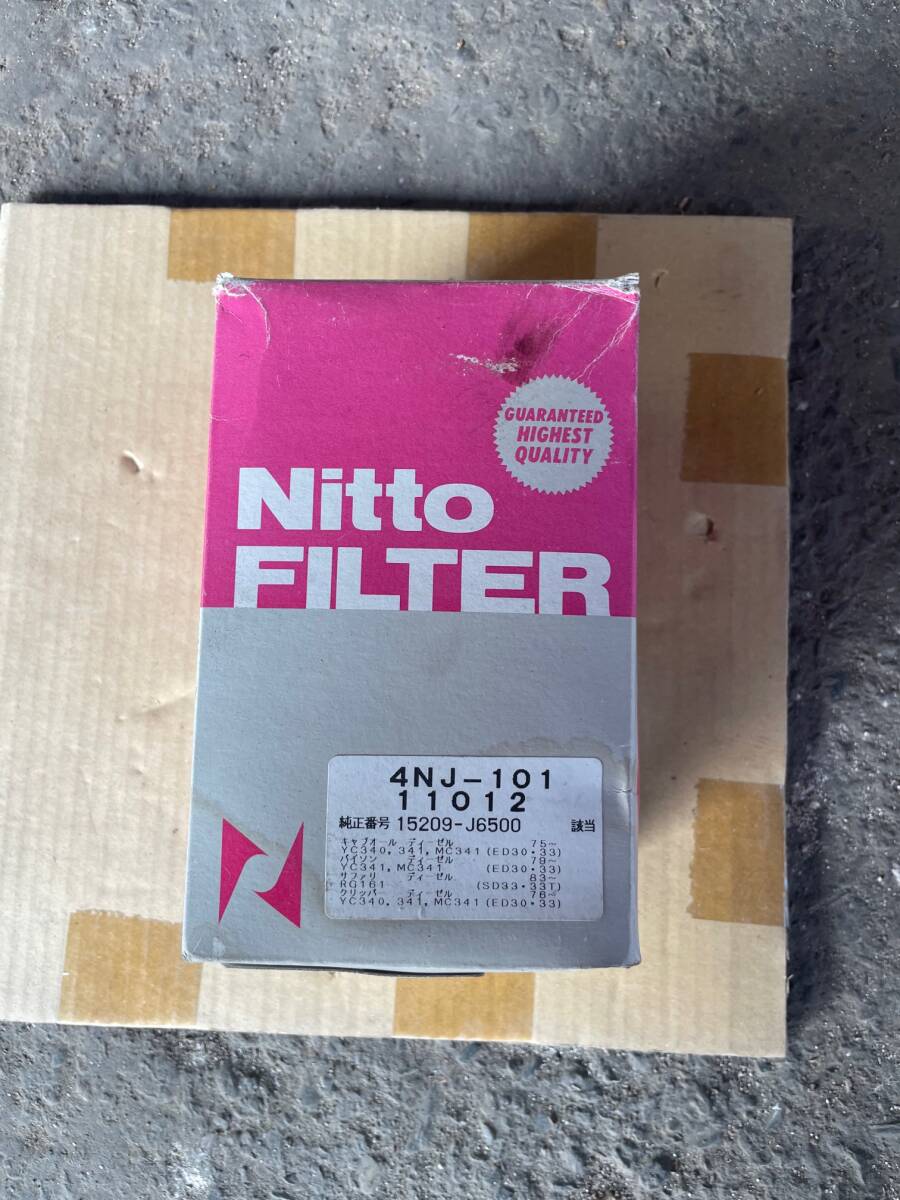 GUARANTEED
HIGHEST
QUALITY
Nitto
FILTER
4NJ-101
11012
純正番号 15209-J6500 該当
キャブオール ディーゼル 75~
YC340, 341, MC341 (ED30・33)
バイソン ディーゼル 79~
YC341, MC341 (ED30・33)
サファリ ディーゼル 83~
RG161 (SD33・33T)
クリッパー ディーゼル 76~
YC340, 341, MC341 (ED30・33)